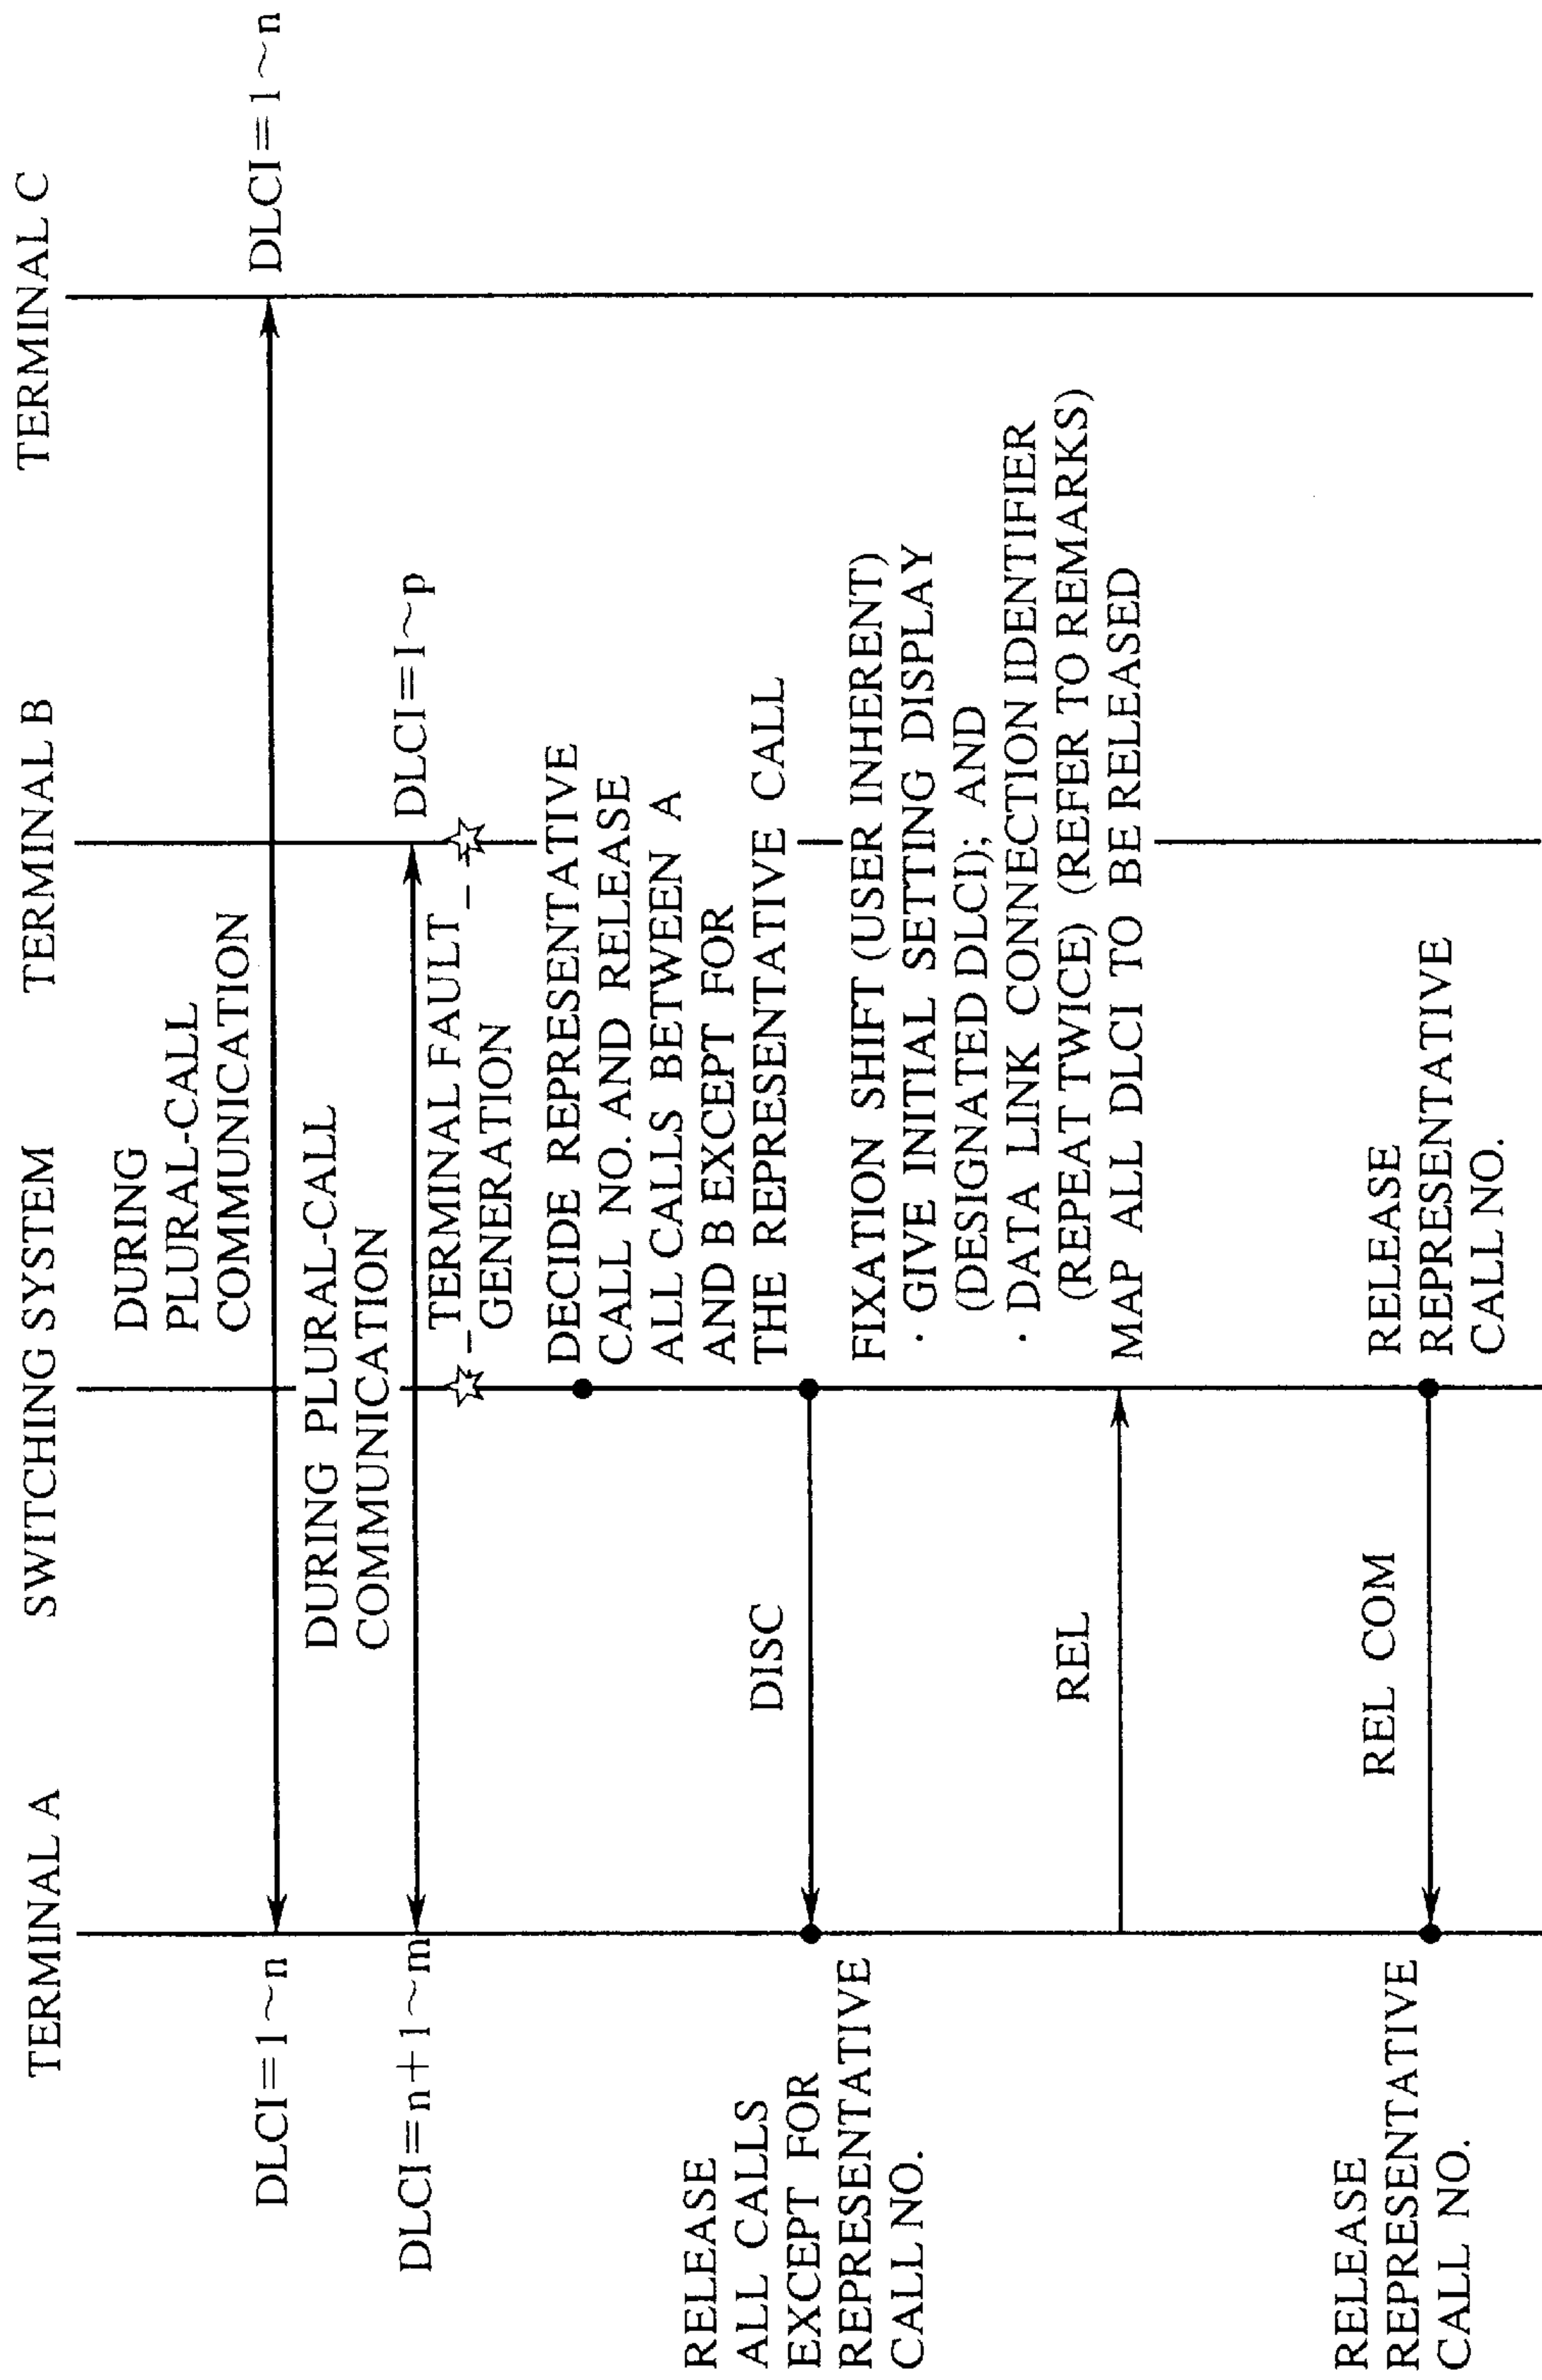 TERMINAL A
SWITCHING SYSTEM
TERMINAL B
TERMINAL C
DURING
PLURAL-CALL
COMMUNICATION
DLCI=1~n
DLCI=1~n
DURING PLURAL-CALL
COMMUNICATION
DLCI=n+1~m
DLCI=1~p
TERMINAL FAULT
GENERATION
DECIDE REPRESENTATIVE
CALL NO. AND RELEASE
ALL CALLS BETWEEN A
AND B EXCEPT FOR
THE REPRESENTATIVE CALL
DISC
RELEASE
ALL CALLS
EXCEPT FOR
REPRESENTATIVE
CALL NO.
FIXATION SHIFT (USER INHERENT)
· GIVE INITIAL SETTING DISPLAY
(DESIGNATED DLCI); AND
· DATA LINK CONNECTION IDENTIFIER
(REPEAT TWICE) (REFER TO REMARKS)
MAP ALL DLCI TO BE RELEASED
REL
REL COM
RELEASE
REPRESENTATIVE
CALL NO.
RELEASE
REPRESENTATIVE
CALL NO.